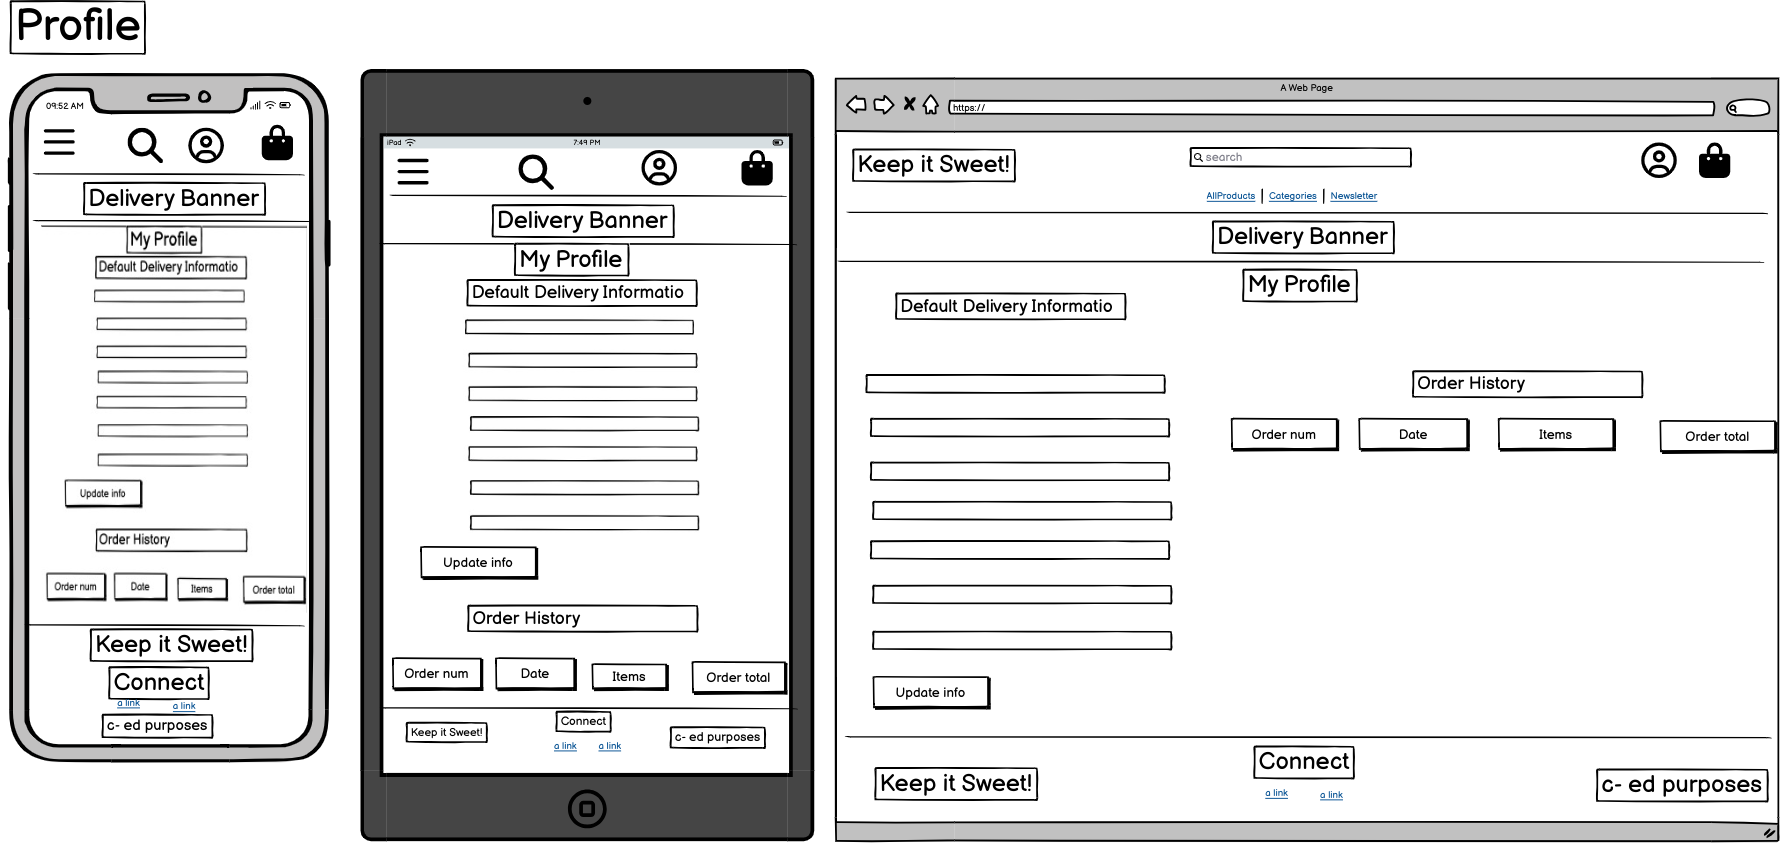 Profile
09:52 AM
Delivery Banner
My Profile
Default Delivery Informatio
Update info
Order History
Order num
Date
Items
Order total
Keep it Sweet!
Connect
a link
a link
c- ed purposes
iPad
7:49 PM
Delivery Banner
My Profile
Default Delivery Informatio
Update info
Order History
Order num
Date
Items
Order total
Keep it Sweet!
Connect
a link
a link
c- ed purposes
A Web Page
https://
Keep it Sweet!
search
AllProducts | Categories | Newsletter
Delivery Banner
My Profile
Default Delivery Informatio
Order History
Order num
Date
Items
Order total
Update info
Keep it Sweet!
Connect
a link
a link
c- ed purposes